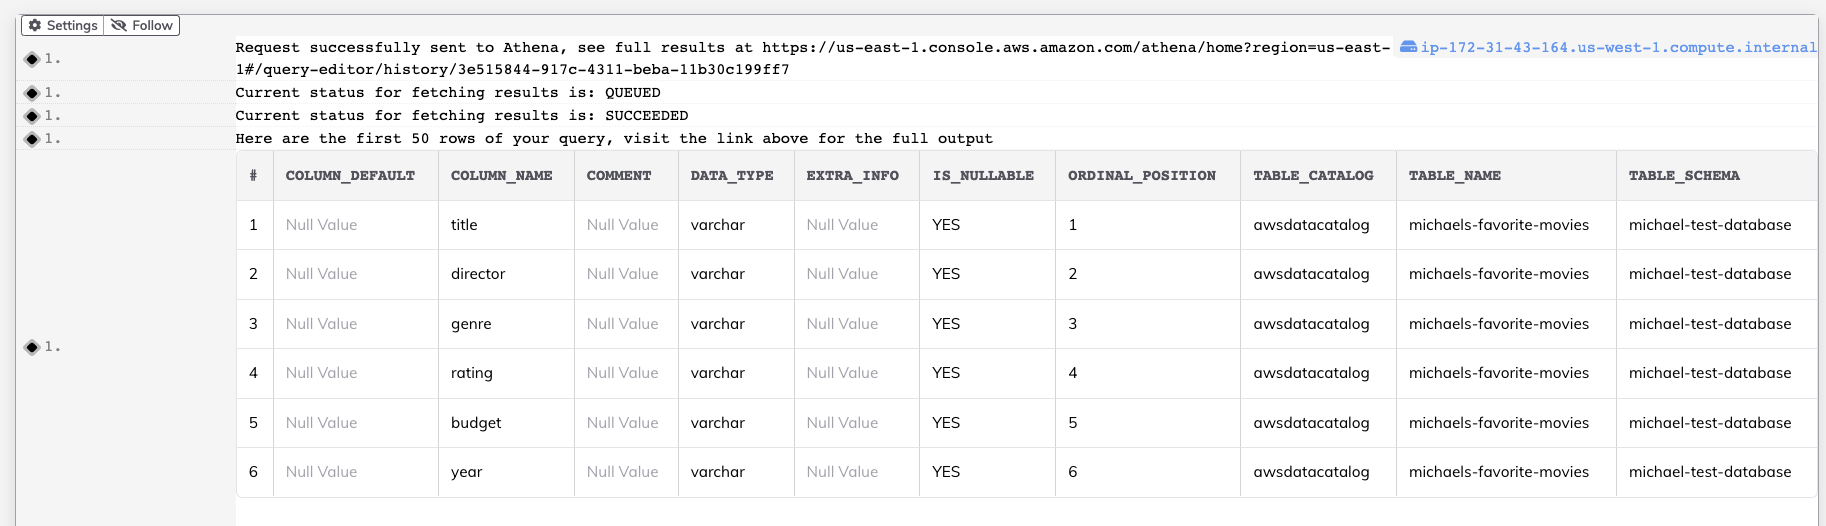 Settings Follow
1. Request successfully sent to Athena, see full results at https://us-east-1.console.aws.amazon.com/athena/home?region=us-east- ip-172-31-43-164.us-west-1.compute.internal
1#/query-editor/history/3e515844-917c-4311-beba-11b30c199ff7
1. Current status for fetching results is: QUEUED
1. Current status for fetching results is: SUCCEEDED
1. Here are the first 50 rows of your query, visit the link above for the full output
# COLUMN_DEFAULT COLUMN_NAME COMMENT DATA_TYPE EXTRA_INFO IS_NULLABLE ORDINAL_POSITION TABLE_CATALOG TABLE_NAME TABLE_SCHEMA
1 Null Value title Null Value varchar Null Value YES 1 awsdatacatalog michaels-favorite-movies michael-test-database
2 Null Value director Null Value varchar Null Value YES 2 awsdatacatalog michaels-favorite-movies michael-test-database
3 Null Value genre Null Value varchar Null Value YES 3 awsdatacatalog michaels-favorite-movies michael-test-database
1.
4 Null Value rating Null Value varchar Null Value YES 4 awsdatacatalog michaels-favorite-movies michael-test-database
5 Null Value budget Null Value varchar Null Value YES 5 awsdatacatalog michaels-favorite-movies michael-test-database
6 Null Value year Null Value varchar Null Value YES 6 awsdatacatalog michaels-favorite-movies michael-test-database